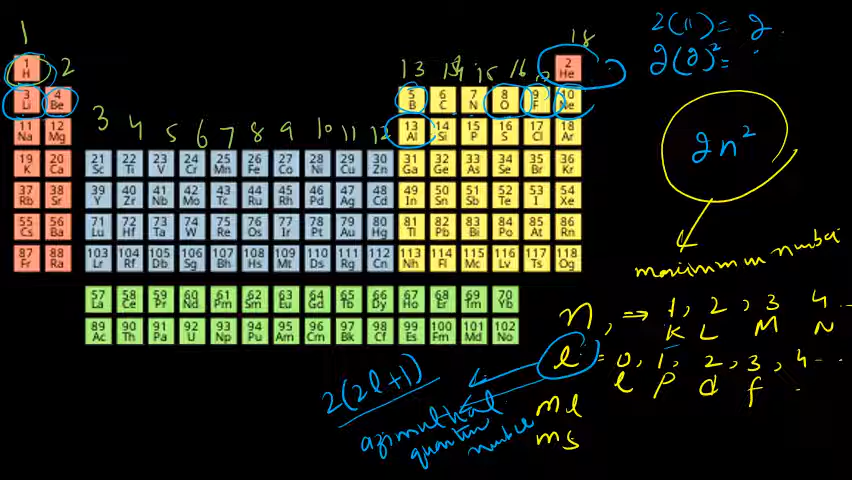 1 18 2(1)² = 2
1 2 13 14 15 16 17 2 2(2)² =
H He
3 4 5 6 7 8 9 10
Li Be B C N O F Ne
3 4 5 6 7 8 9 10 11 12
11 12 13 14 15 16 17 18
Na Mg Al Si P S Cl Ar
2n²
19 20 21 22 23 24 25 26 27 28 29 30 31 32 33 34 35 36
K Ca Sc Ti V Cr Mn Fe Co Ni Cu Zn Ga Ge As Se Br Kr
37 38 39 40 41 42 43 44 45 46 47 48 49 50 51 52 53 54
Rb Sr Y Zr Nb Mo Tc Ru Rh Pd Ag Cd In Sn Sb Te I Xe
55 56 71 72 73 74 75 76 77 78 79 80 81 82 83 84 85 86
Cs Ba Lu Hf Ta W Re Os Ir Pt Au Hg Tl Pb Bi Po At Rn
87 88 103 104 105 106 107 108 109 110 111 112 113 114 115 116 117 118
Fr Ra Lr Rf Db Sg Bh Hs Mt Ds Rg Cn Nh Fl Mc Lv Ts Og
maximum number
57 58 59 60 61 62 63 64 65 66 67 68 69 70
La Ce Pr Nd Pm Sm Eu Gd Tb Dy Ho Er Tm Yb
89 90 91 92 93 94 95 96 97 98 99 100 101 102
Ac Th Pa U Np Pu Am Cm Bk Cf Es Fm Md No
n, ⇒ 1, 2, 3 4 ...
K L M N
l = 0, 1, 2, 3, 4 ...
p d f
2(2l+1)
azimuthal
quantum
number
ml
ms